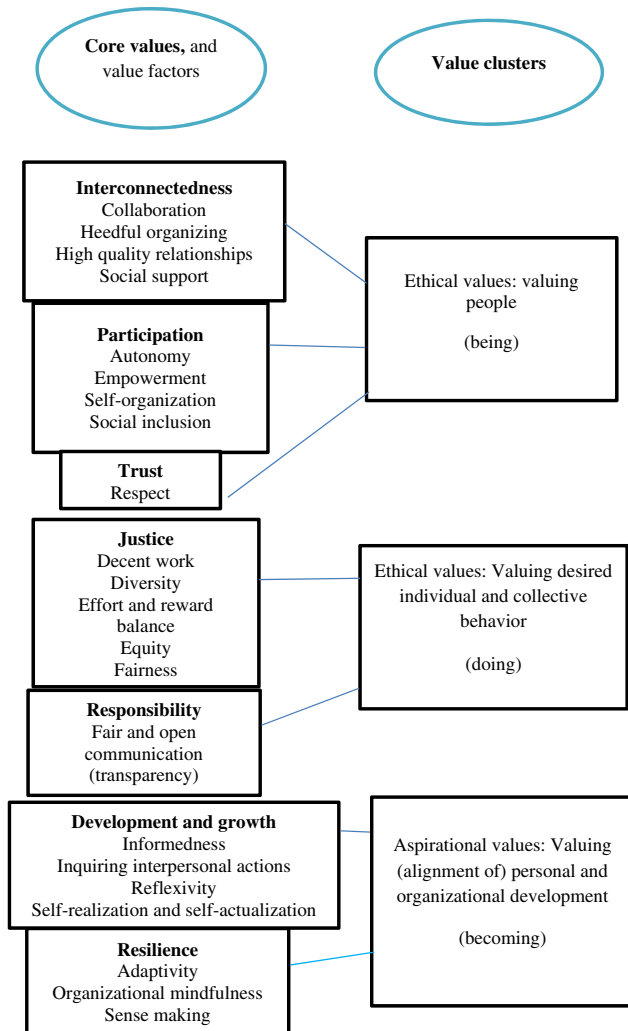 Core values, and
value factors
Value clusters
Interconnectedness
Collaboration
Heedful organizing
High quality relationships
Social support
Ethical values: valuing
people
(being)
Participation
Autonomy
Empowerment
Self-organization
Social inclusion
Trust
Respect
Justice
Decent work
Diversity
Effort and reward
balance
Equity
Fairness
Ethical values: Valuing desired
individual and collective
behavior
(doing)
Responsibility
Fair and open
communication
(transparency)
Development and growth
Informedness
Inquiring interpersonal actions
Reflexivity
Self-realization and self-actualization
Aspirational values: Valuing
(alignment of) personal and
organizational development
(becoming)
Resilience
Adaptivity
Organizational mindfulness
Sense making